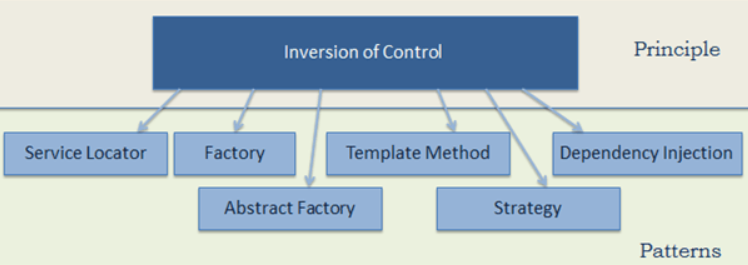 Inversion of Control
Principle
Service Locator
Factory
Template Method
Dependency Injection
Abstract Factory
Strategy
Patterns